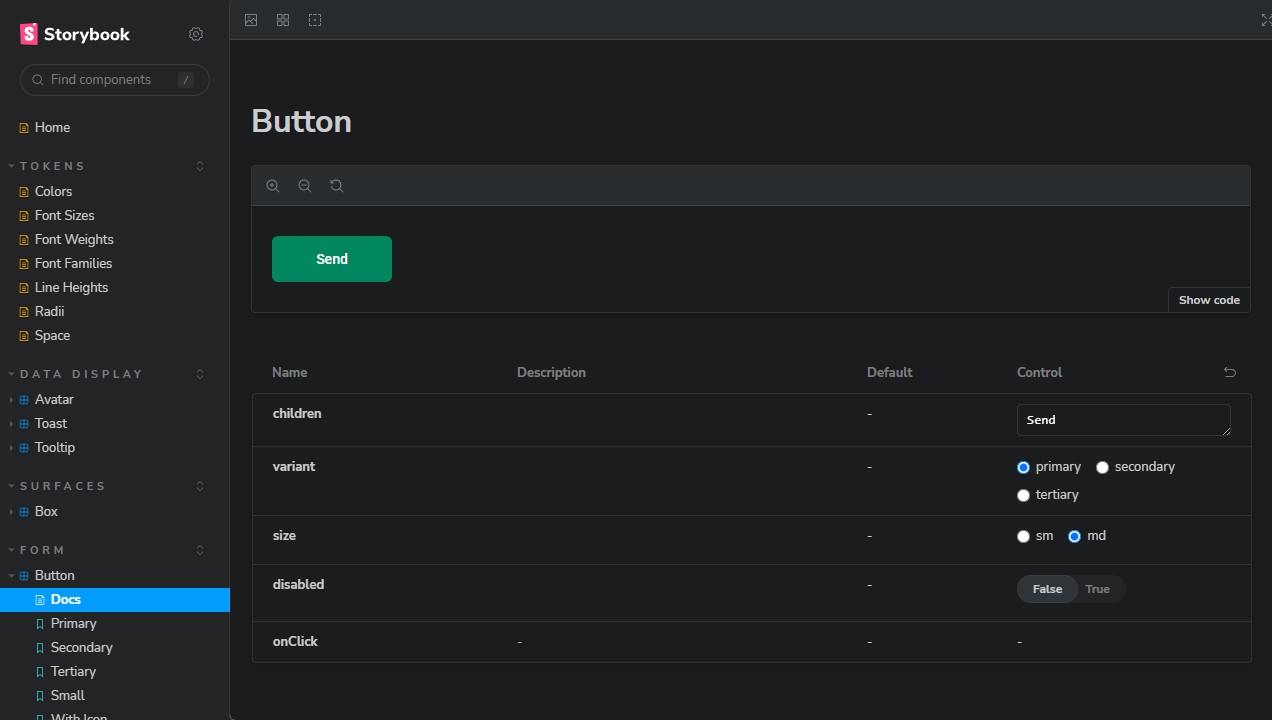 Storybook
Find components /
Home
TOKENS
Colors
Font Sizes
Font Weights
Font Families
Line Heights
Radii
Space
DATA DISPLAY
Avatar
Toast
Tooltip
SURFACES
Box
FORM
Button
Docs
Primary
Secondary
Tertiary
Small
With Icon
Button
Send
Show code
Name Description Default Control
children - Send
variant - primary secondary
tertiary
size - sm md
disabled - False True
onClick - - -